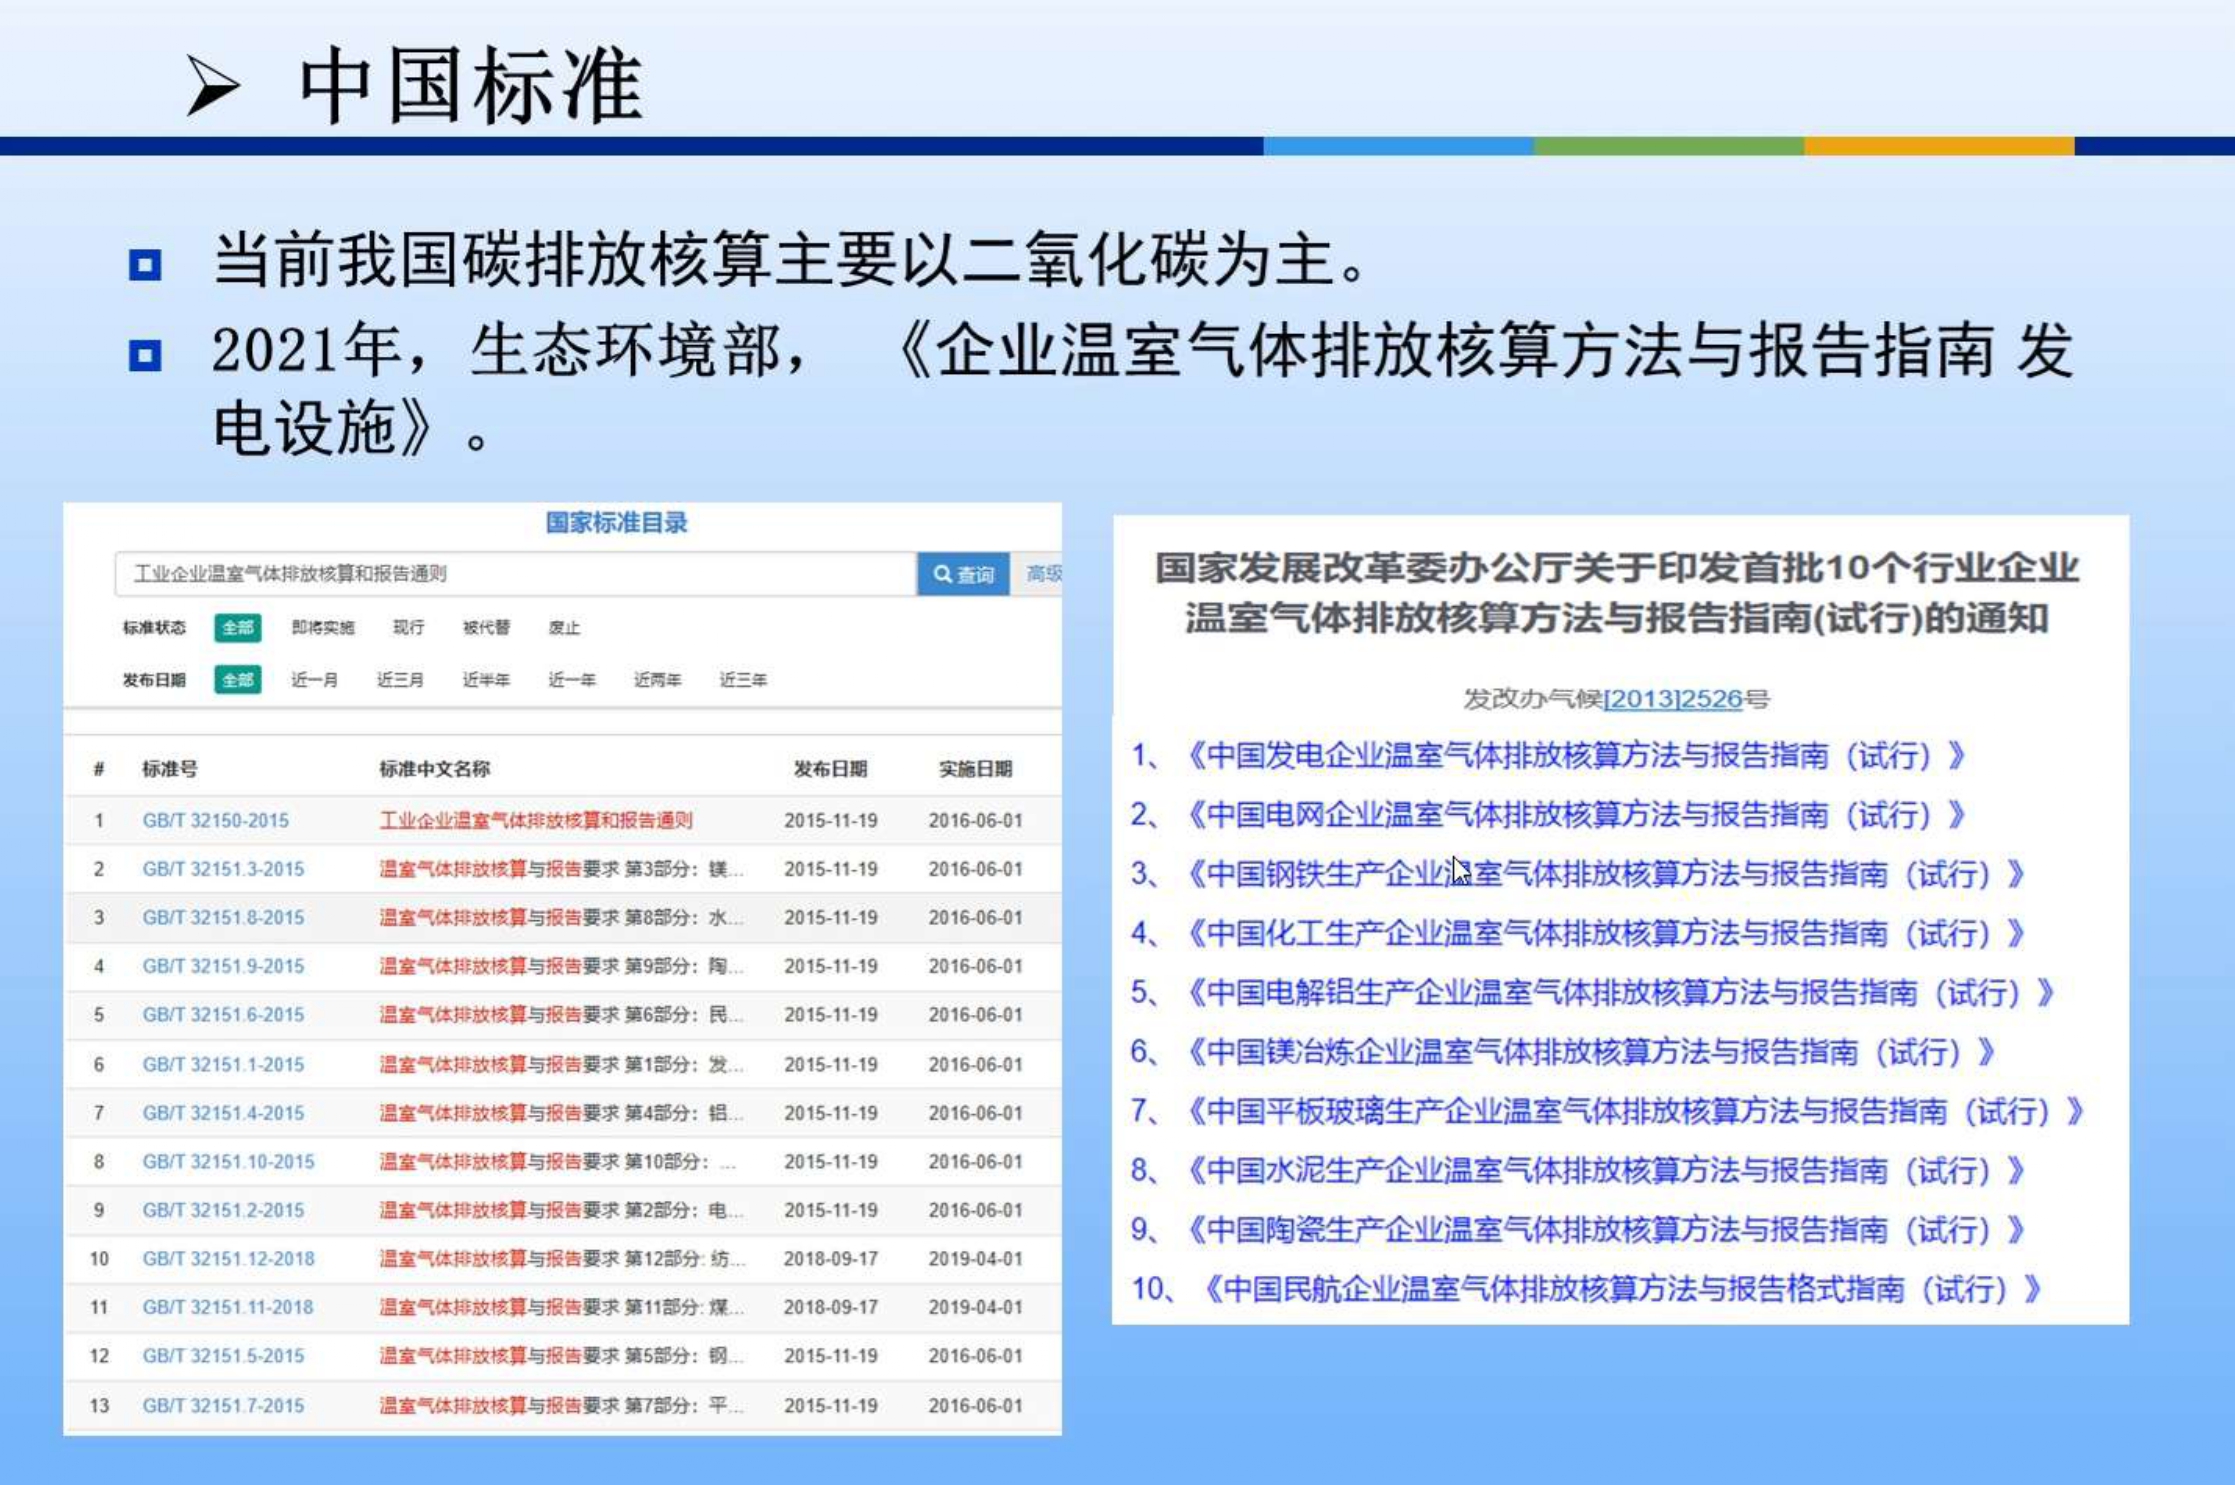 中国标准
当前我国碳排放核算主要以二氧化碳为主。
2021年，生态环境部， 《企业温室气体排放核算方法与报告指南 发
电设施》。
国家标准目录
工业企业温室气体排放核算和报告通则 查询 高级
标准状态 全部 即将实施 现行 被代替 废止
发布日期 全部 近一月 近三月 近半年 近一年 近两年 近三年
# 标准号 标准中文名称 发布日期 实施日期
1 GB/T 32150-2015 工业企业温室气体排放核算和报告通则 2015-11-19 2016-06-01
2 GB/T 32151.3-2015 温室气体排放核算与报告要求 第3部分：镁... 2015-11-19 2016-06-01
3 GB/T 32151.8-2015 温室气体排放核算与报告要求 第8部分：水... 2015-11-19 2016-06-01
4 GB/T 32151.9-2015 温室气体排放核算与报告要求 第9部分：陶... 2015-11-19 2016-06-01
5 GB/T 32151.6-2015 温室气体排放核算与报告要求 第6部分：民... 2015-11-19 2016-06-01
6 GB/T 32151.1-2015 温室气体排放核算与报告要求 第1部分：发... 2015-11-19 2016-06-01
7 GB/T 32151.4-2015 温室气体排放核算与报告要求 第4部分：铝... 2015-11-19 2016-06-01
8 GB/T 32151.10-2015 温室气体排放核算与报告要求 第10部分：... 2015-11-19 2016-06-01
9 GB/T 32151.2-2015 温室气体排放核算与报告要求 第2部分：电... 2015-11-19 2016-06-01
10 GB/T 32151.12-2018 温室气体排放核算与报告要求 第12部分：纺... 2018-09-17 2019-04-01
11 GB/T 32151.11-2018 温室气体排放核算与报告要求 第11部分：煤... 2018-09-17 2019-04-01
12 GB/T 32151.5-2015 温室气体排放核算与报告要求 第5部分：钢... 2015-11-19 2016-06-01
13 GB/T 32151.7-2015 温室气体排放核算与报告要求 第7部分：平... 2015-11-19 2016-06-01
国家发展改革委办公厅关于印发首批10个行业企业
温室气体排放核算方法与报告指南(试行)的通知
发改办气候[2013]2526号
1、《中国发电企业温室气体排放核算方法与报告指南（试行）》
2、《中国电网企业温室气体排放核算方法与报告指南（试行）》
3、《中国钢铁生产企业温室气体排放核算方法与报告指南（试行）》
4、《中国化工生产企业温室气体排放核算方法与报告指南（试行）》
5、《中国电解铝生产企业温室气体排放核算方法与报告指南（试行）》
6、《中国镁冶炼企业温室气体排放核算方法与报告指南（试行）》
7、《中国平板玻璃生产企业温室气体排放核算方法与报告指南（试行）》
8、《中国水泥生产企业温室气体排放核算方法与报告指南（试行）》
9、《中国陶瓷生产企业温室气体排放核算方法与报告指南（试行）》
10、《中国民航企业温室气体排放核算方法与报告格式指南（试行）》